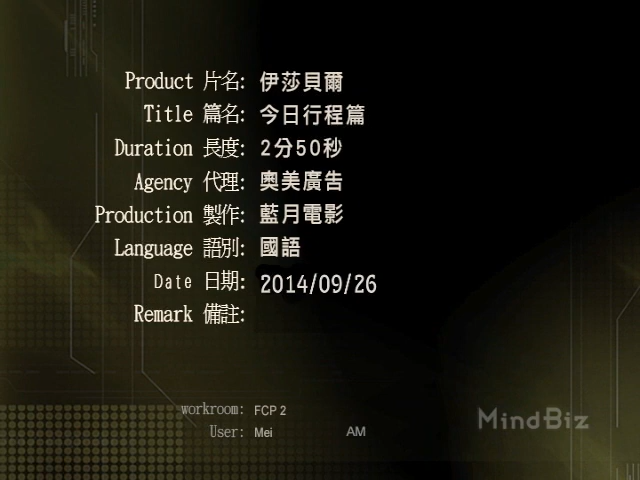 Product 片名: 伊莎貝爾
Title 篇名: 今日行程篇
Duration 長度: 2分50秒
Agency 代理: 奧美廣告
Production 製作: 藍月電影
Language 語別: 國語
Date 日期: 2014/09/26
Remark 備註:
workroom: FCP 2
User: Mei AM
MindBiz